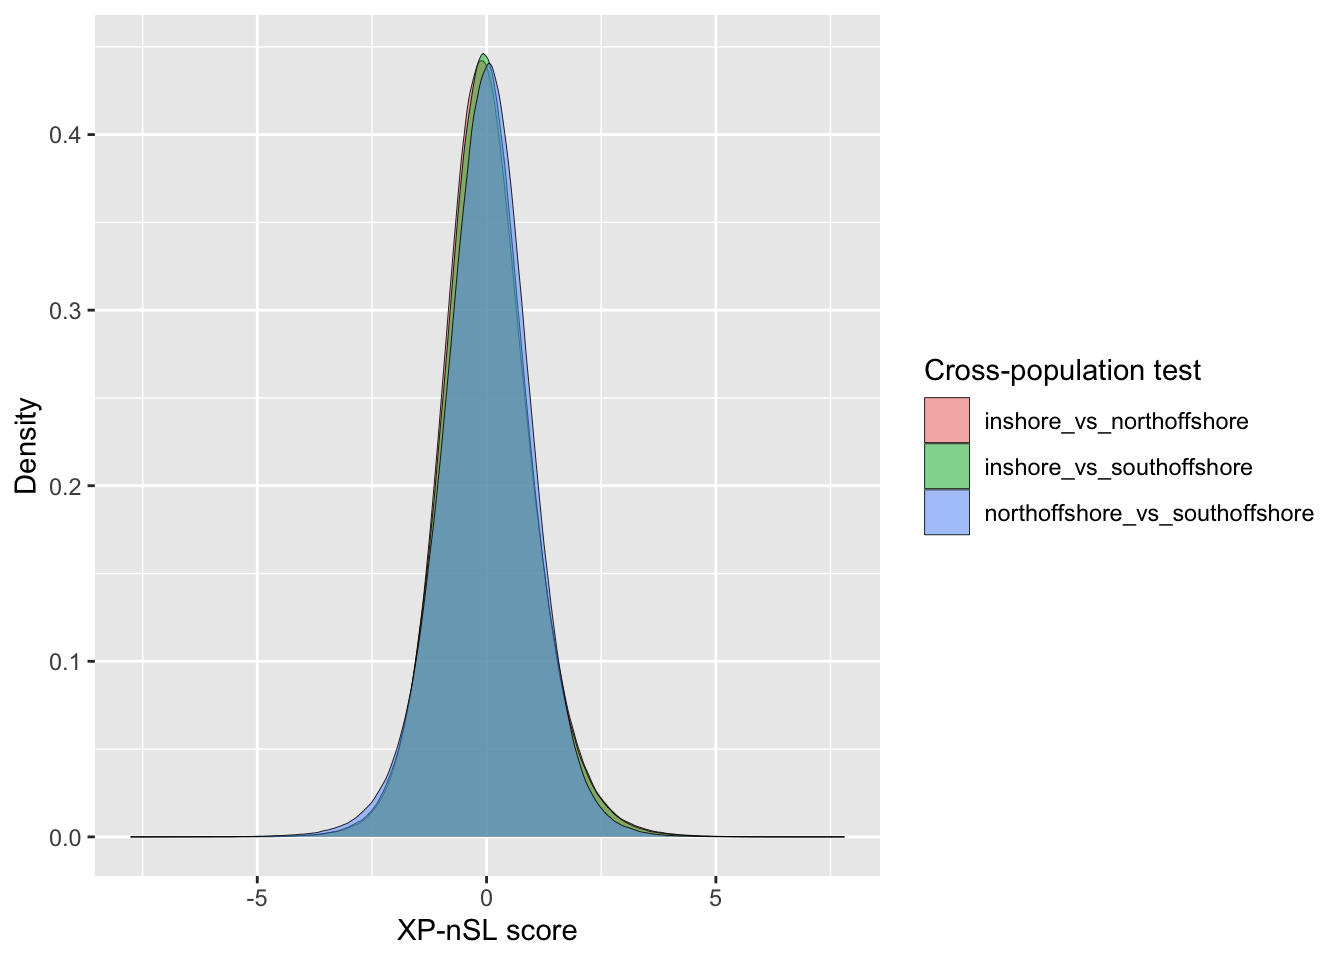 0.4
0.3
0.2
0.1
0.0
Density
-5
0
5
XP-nSL score
Cross-population test
inshore_vs_northoffshore
inshore_vs_southoffshore
northoffshore_vs_southoffshore